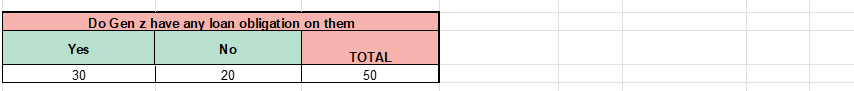 Do Gen z have any loan obligation on them
Yes No TOTAL
30 20 50